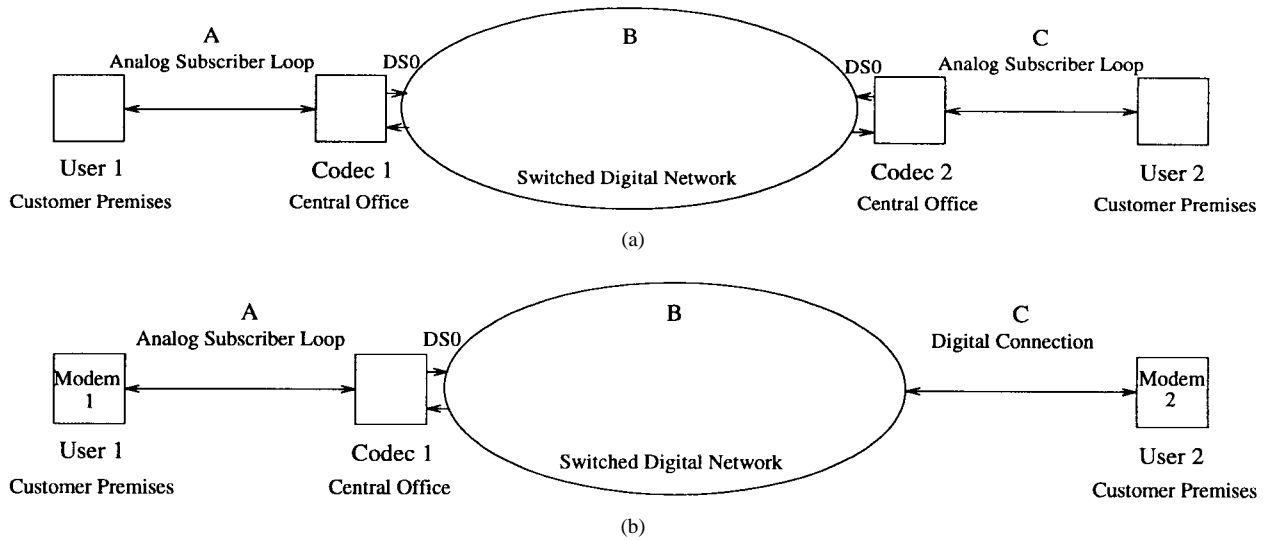 A
B
C
Analog Subscriber Loop
DS0
DS0
Analog Subscriber Loop
User 1
Codec 1
Switched Digital Network
Codec 2
User 2
Customer Premises
Central Office
Central Office
Customer Premises
(a)
A
B
C
Analog Subscriber Loop
DS0
Digital Connection
Modem
1
Modem
2
User 1
Codec 1
Switched Digital Network
User 2
Customer Premises
Central Office
Customer Premises
(b)